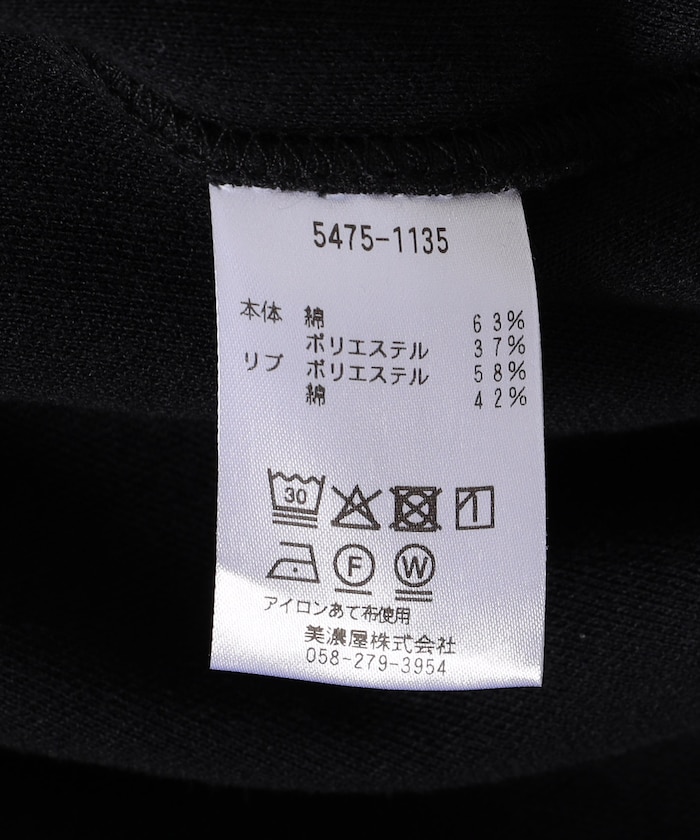 5475-1135
本体 綿 63%
ポリエステル 37%
リブ ポリエステル 58%
綿 42%
30
F W
アイロンあて布使用
美濃屋株式会社
058-279-3954